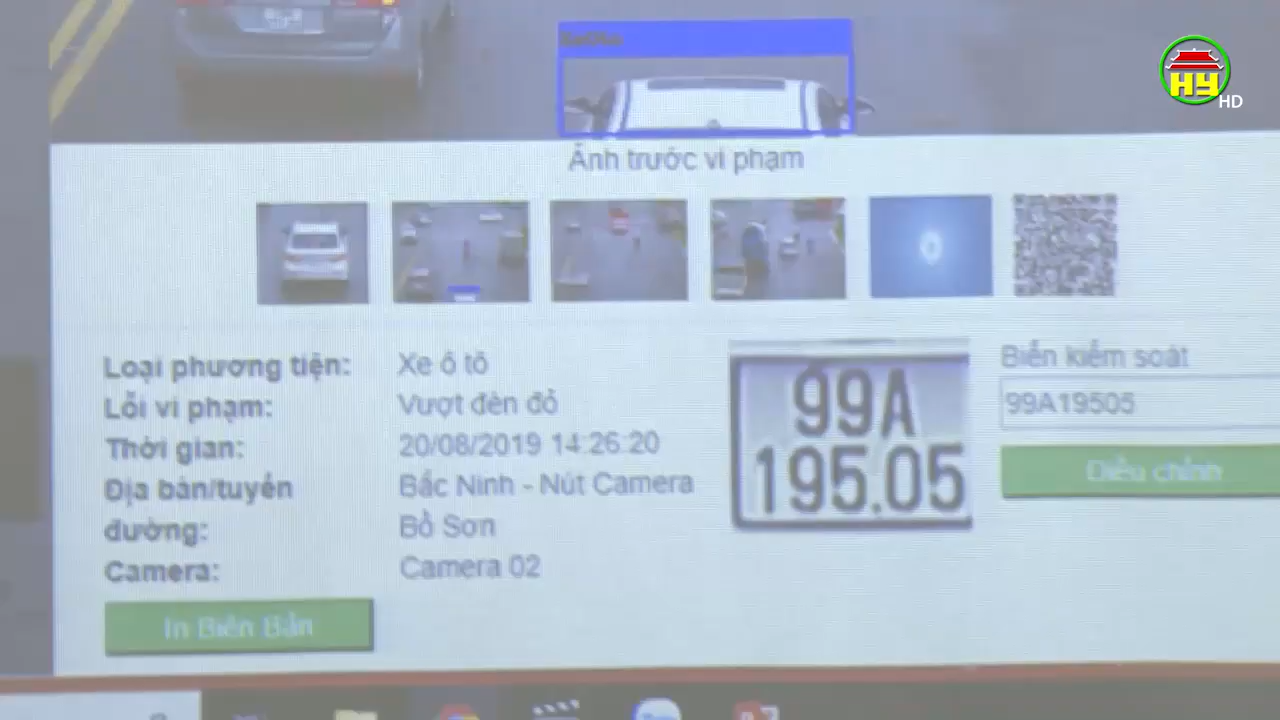 HY
HD
Ảnh trước vi phạm
Loại phương tiện: Xe ô tô
Lỗi vi phạm: Vượt đèn đỏ
Thời gian: 20/08/2019 14:26:20
Địa bàn/tuyến đường: Bắc Ninh - Nút Camera Bồ Sơn
Camera: Camera 02
In Biên Bản
99A
195.05
Biển kiểm soát
99A19505
Điều chỉnh